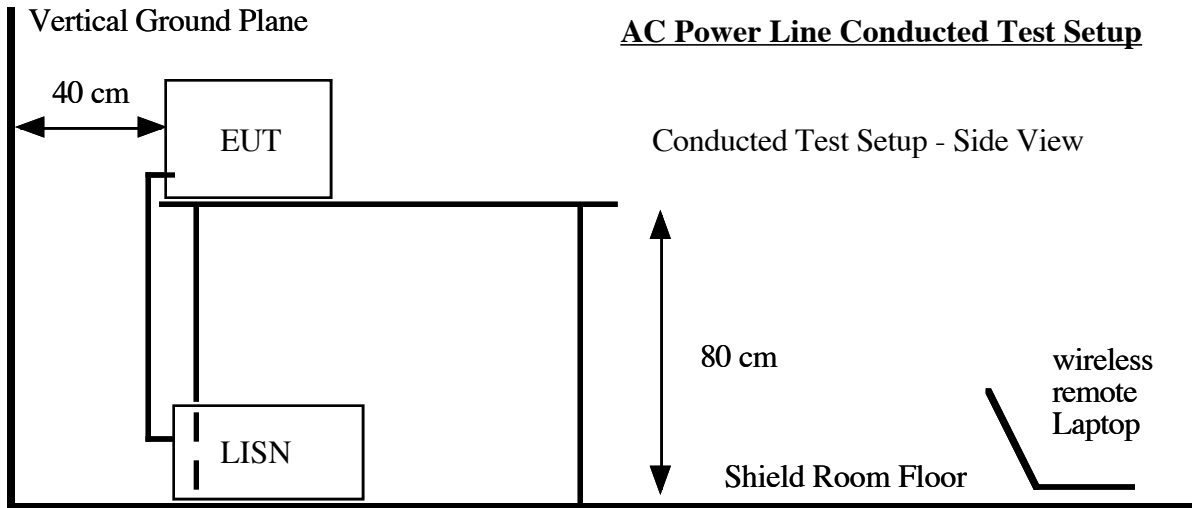 Vertical Ground Plane
AC Power Line Conducted Test Setup
40 cm
EUT
Conducted Test Setup - Side View
80 cm
wireless
remote
Laptop
LISN
Shield Room Floor